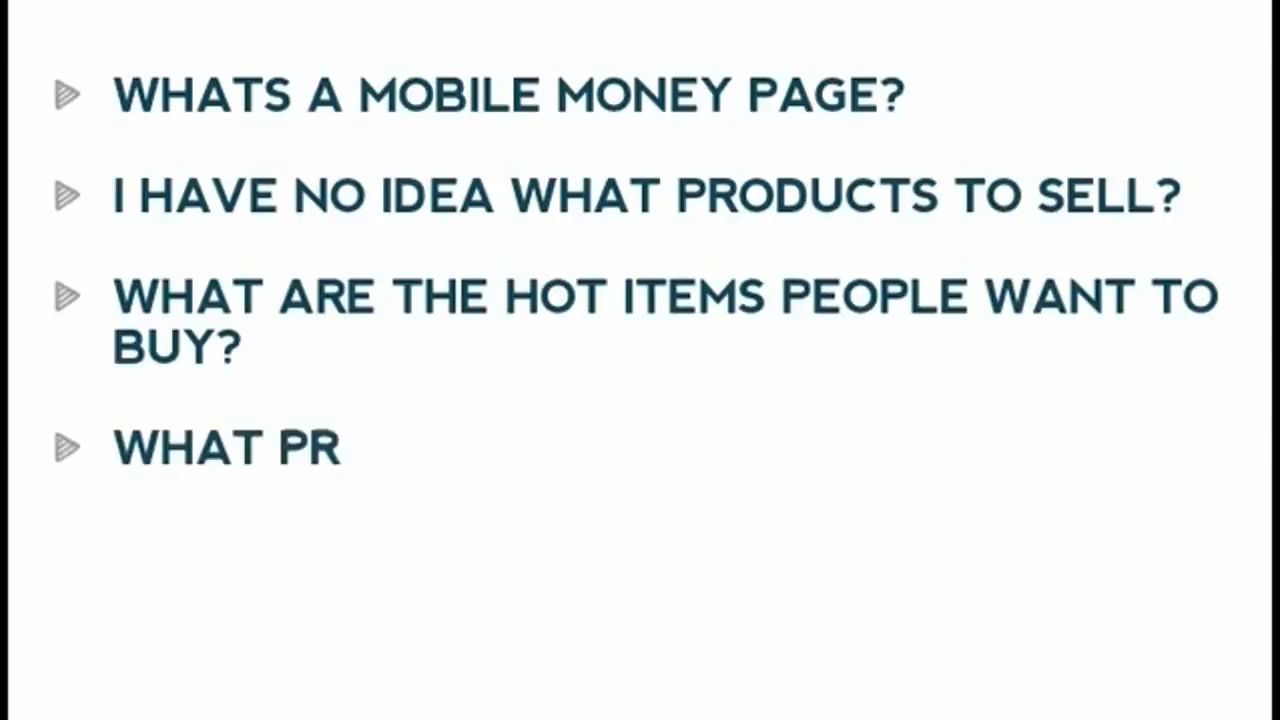 WHATS A MOBILE MONEY PAGE?
I HAVE NO IDEA WHAT PRODUCTS TO SELL?
WHAT ARE THE HOT ITEMS PEOPLE WANT TO
BUY?
WHAT PR